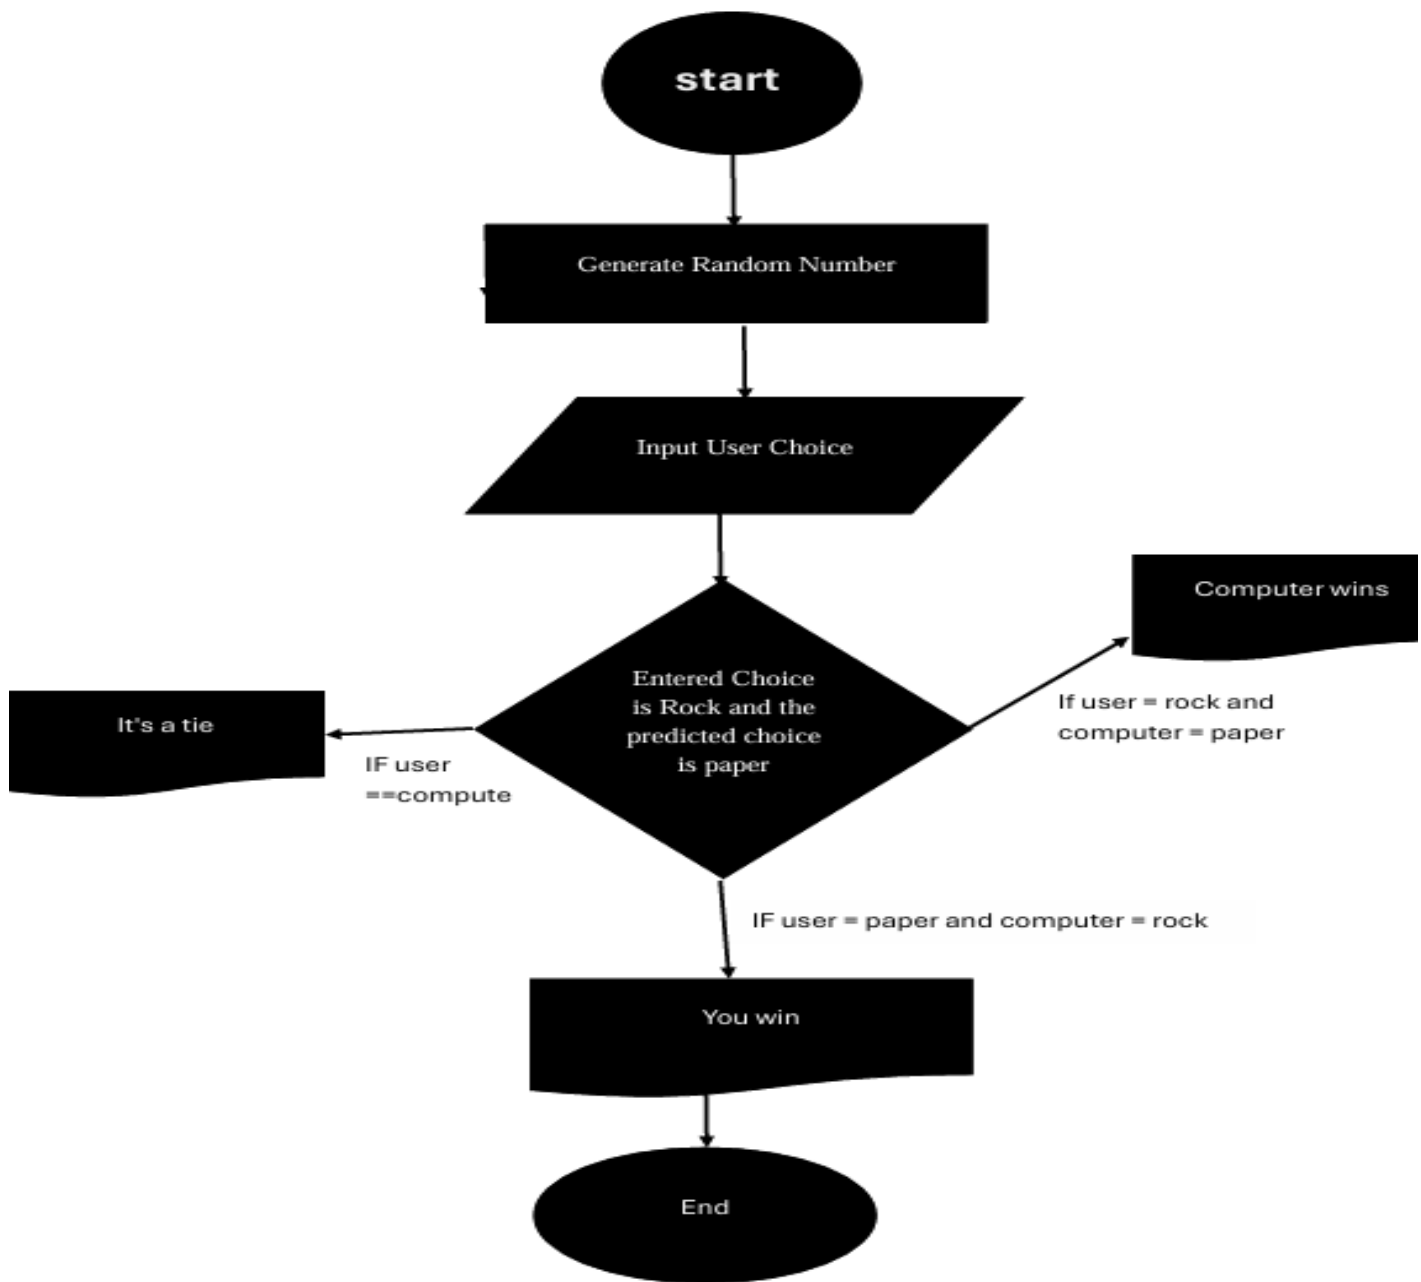 start
Generate Random Number
Input User Choice
Computer wins
Entered Choice
is Rock and the
predicted choice
is paper
If user = rock and
computer = paper
It's a tie
IF user
==compute
IF user = paper and computer = rock
You win
End